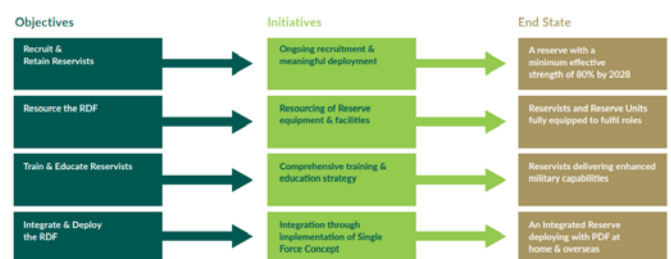 Objectives
Initiatives
End State
Recruit &
Retain Reservists
Ongoing recruitment &
meaningful deployment
A reserve with a
minimum effective
strength of 80% by 2028
Resource the RDF
Resourcing of Reserve
equipment & facilities
Reservists and Reserve Units
fully equipped to fulfil roles
Train & Educate Reservists
Comprehensive training &
education strategy
Reservists delivering enhanced
military capabilities
Integrate & Deploy
the RDF
Integration through
implementation of Single
Force Concept
An Integrated Reserve
deploying with PDF at
home & overseas